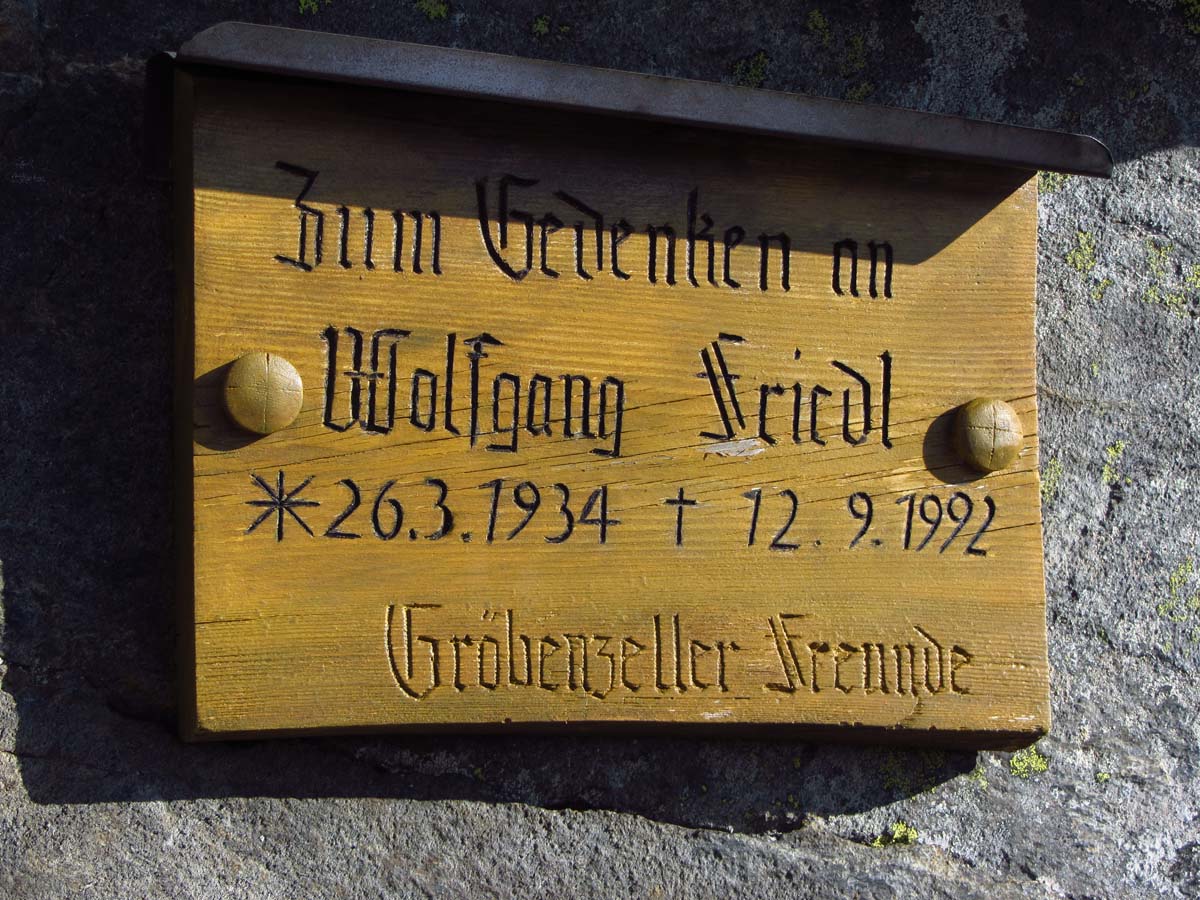 Zum Gedenken an
Wolfgang Friedl
* 26.3.1934 † 12. 9.1992
Gröbenzeller Freunde